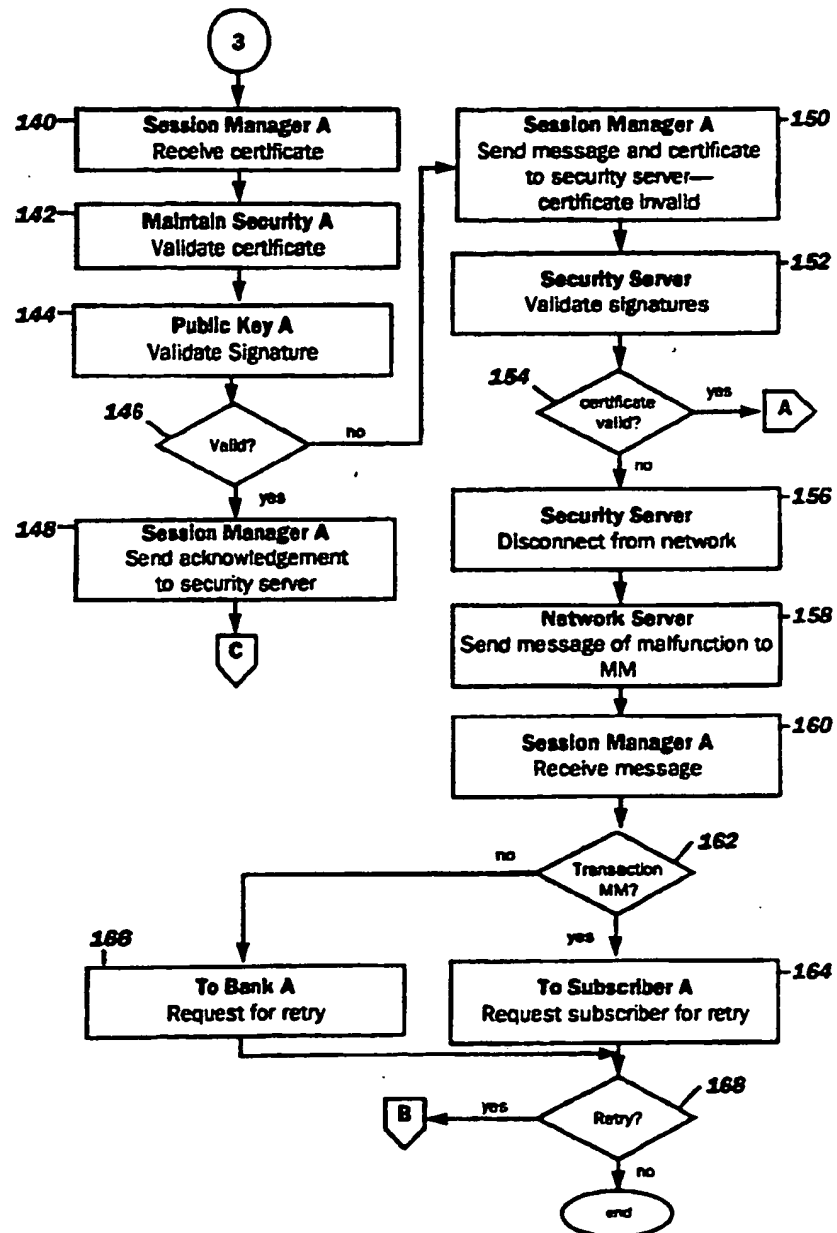 3
140
Session Manager A
Receive certificate
142
Maintain Security A
Validate certificate
144
Public Key A
Validate Signature
146
Valid?
no
yes
148
Session Manager A
Send acknowledgement
to security server
C
150
Session Manager A
Send message and certificate
to security server—
certificate invalid
152
Security Server
Validate signatures
154
certificate
valid?
yes
A
no
156
Security Server
Disconnect from network
158
Network Server
Send message of malfunction to
MM
160
Session Manager A
Receive message
162
Transaction
MM?
no
yes
166
To Bank A
Request for retry
164
To Subscriber A
Request subscriber for retry
168
Retry?
yes
B
no
end